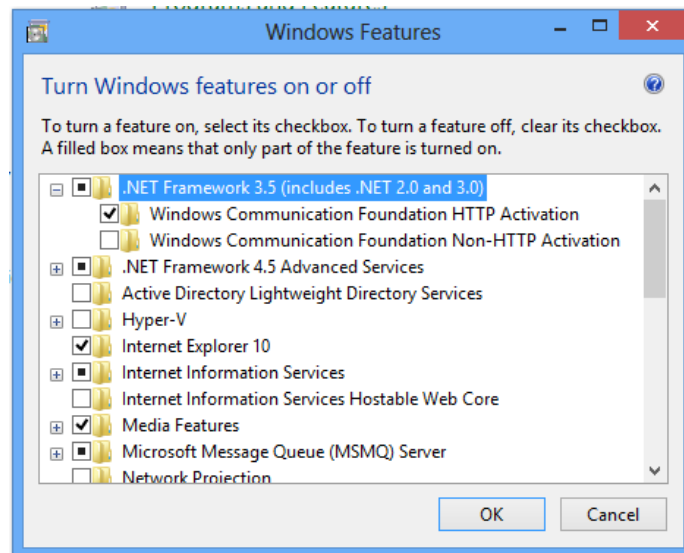 Windows Features
Turn Windows features on or off
To turn a feature on, select its checkbox. To turn a feature off, clear its checkbox.
A filled box means that only part of the feature is turned on.
.NET Framework 3.5 (includes .NET 2.0 and 3.0)
Windows Communication Foundation HTTP Activation
Windows Communication Foundation Non-HTTP Activation
.NET Framework 4.5 Advanced Services
Active Directory Lightweight Directory Services
Hyper-V
Internet Explorer 10
Internet Information Services
Internet Information Services Hostable Web Core
Media Features
Microsoft Message Queue (MSMQ) Server
Network Projection
OK Cancel